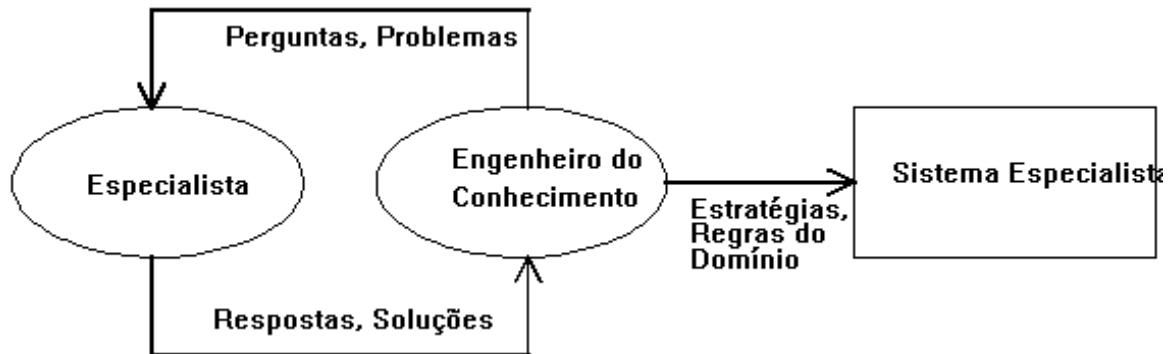 Perguntas, Problemas
Especialista
Engenheiro do
Conhecimento
Sistema Especialista
Estratégias,
Regras do
Domínio
Respostas, Soluções